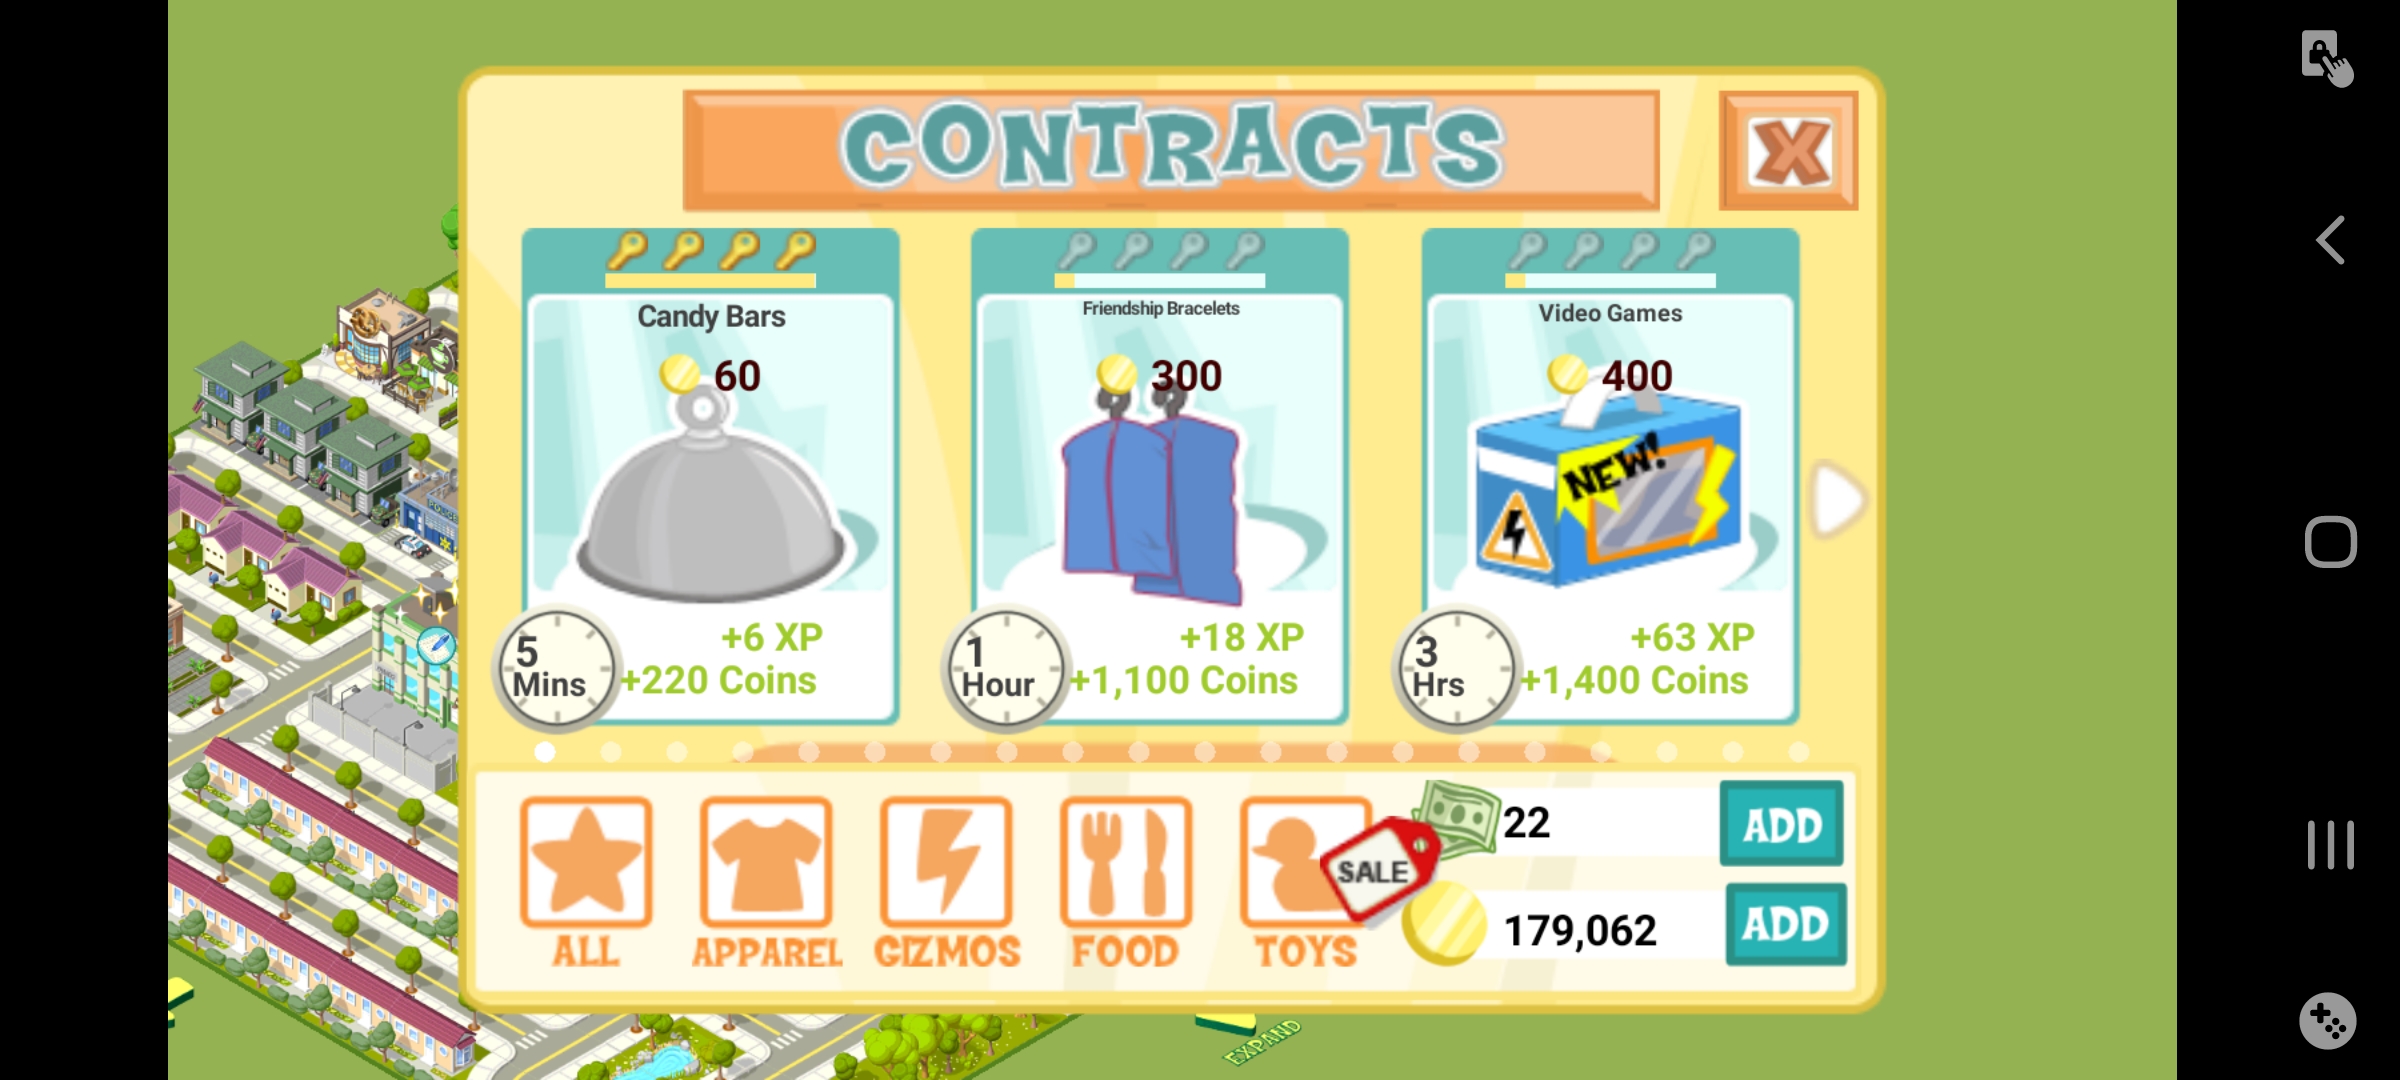 CONTRACTS
X
Candy Bars
60
5
Mins
+6 XP
+220 Coins
Friendship Bracelets
300
1
Hour
+18 XP
+1,100 Coins
Video Games
400
NEW!
3
Hrs
+63 XP
+1,400 Coins
ALL
APPAREL
GIZMOS
FOOD
TOYS
SALE
22
ADD
179,062
ADD
POLICE
EXPAND